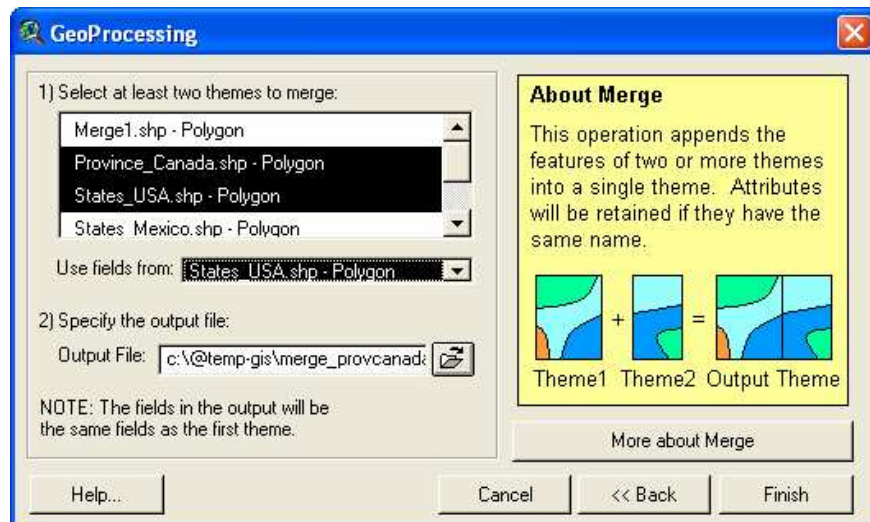 GeoProcessing
1) Select at least two themes to merge:
Merge1.shp - Polygon
Province_Canada.shp - Polygon
States_USA.shp - Polygon
States_Mexico.shp - Polygon
Use fields from: States_USA.shp - Polygon
2) Specify the output file:
Output File: c:\@temp-gis\merge_provcanada
NOTE: The fields in the output will be
the same fields as the first theme.
About Merge
This operation appends the
features of two or more themes
into a single theme. Attributes
will be retained if they have the
same name.
+ =
Theme1 Theme2 Output Theme
More about Merge
Help... Cancel << Back Finish